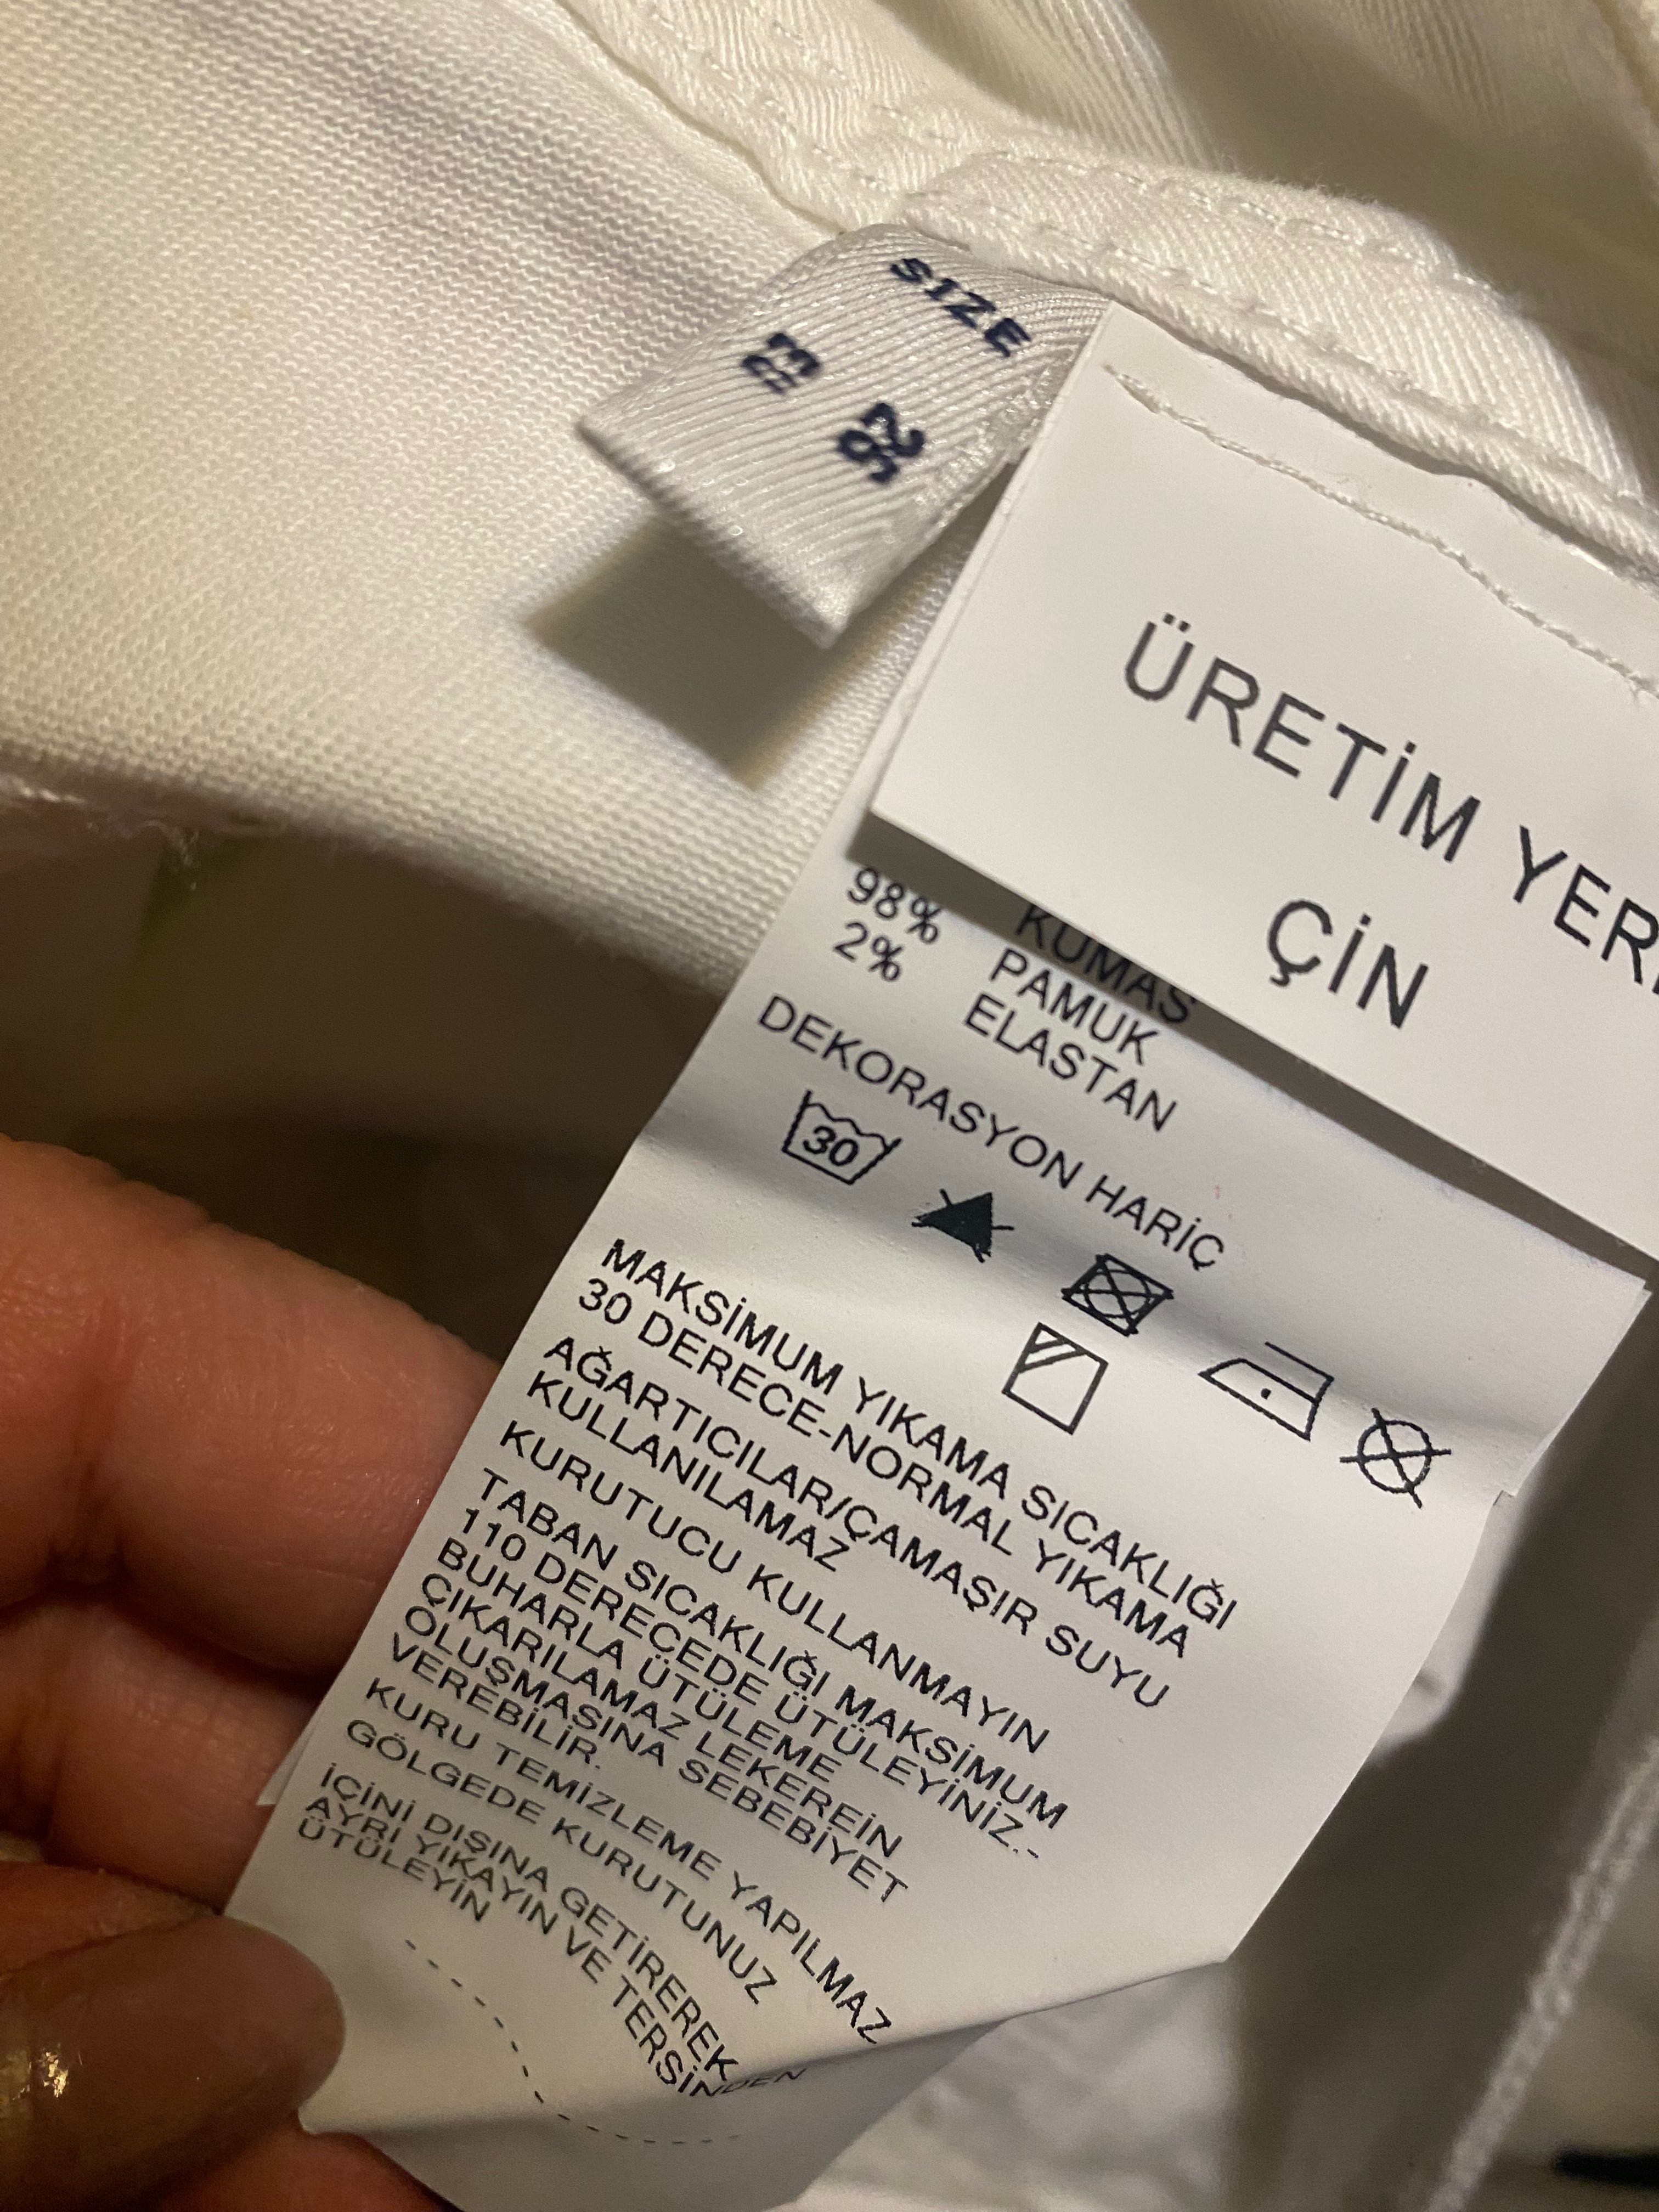 SIZE
26
ÜRETİM YERİ
ÇİN
KUMAS
98% PAMUK
2% ELASTAN
DEKORASYON HARİÇ
30
MAKSİMUM YIKAMA SICAKLIĞI
30 DERECE-NORMAL YIKAMA
AĞARTICILAR/ÇAMAŞIR SUYU
KULLANILAMAZ
KURUTUCU KULLANMAYIN
TABAN SICAKLIĞI MAKSİMUM
110 DERECEDE ÜTÜLEYİNİZ.-
BUHARLA ÜTÜLEME
ÇIKARILAMAZ LEKEREİN
OLUŞMASINA SEBEBİYET
VEREBİLİR.
KURU TEMİZLEME YAPILMAZ
GÖLGEDE KURUTUNUZ
İÇİNİ DIŞINA GETİREREK
AYRI YIKAYIN VE TERSİNDEN
ÜTÜLEYİN